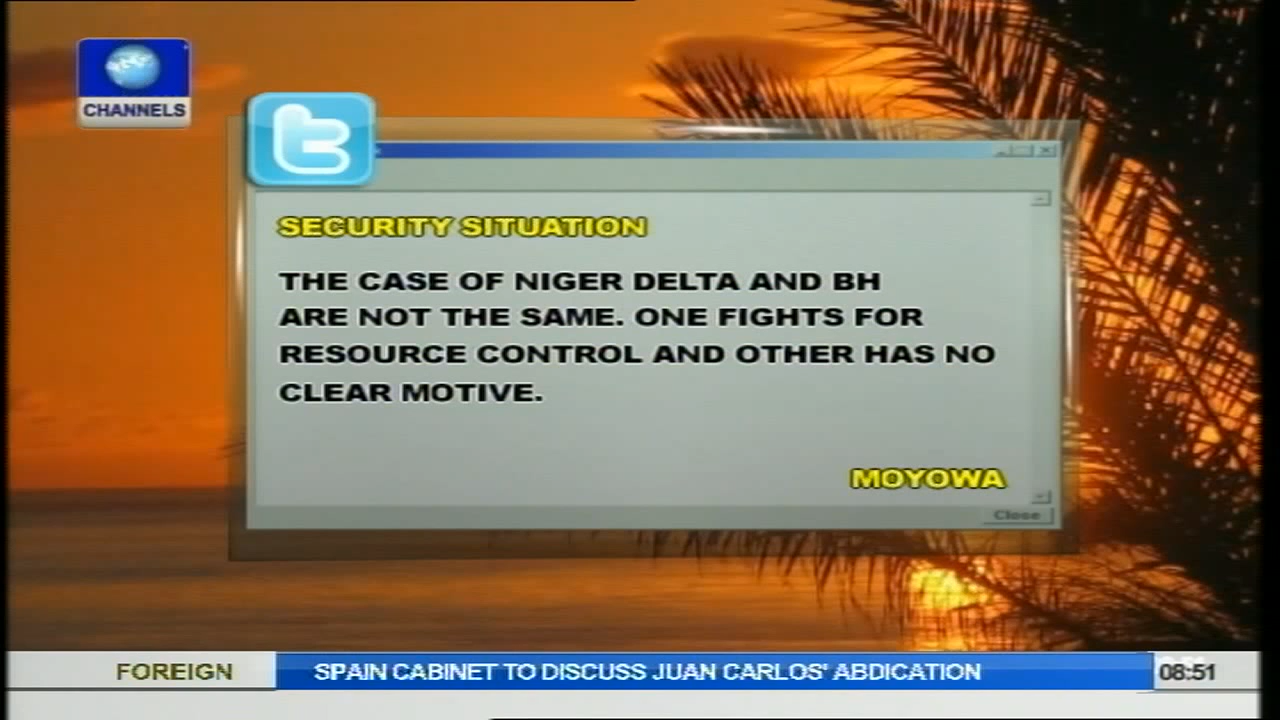 CHANNELS
SECURITY SITUATION
THE CASE OF NIGER DELTA AND BH
ARE NOT THE SAME. ONE FIGHTS FOR
RESOURCE CONTROL AND OTHER HAS NO
CLEAR MOTIVE.
MOYOWA
Close
FOREIGN
SPAIN CABINET TO DISCUSS JUAN CARLOS' ABDICATION
08:51